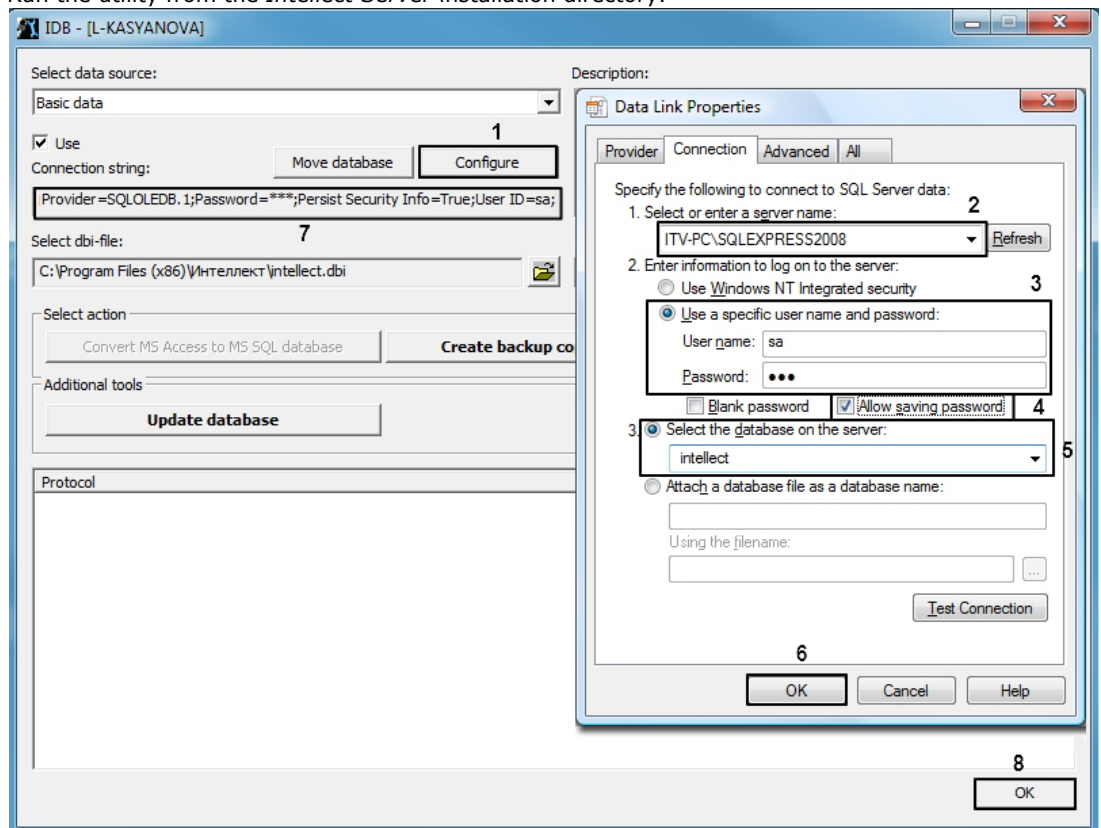 Run the utility from the Intellect Server installation directory.
IDB - [L-KASYANOVA]
Select data source:
Basic data
Use
Connection string:
Move database
1
Configure
Provider=SQLOLEDB.1;Password=***;Persist Security Info=True;User ID=sa;
7
Select dbi-file:
C:\Program Files (x86)\Интеллект\intellect.dbi
Select action
Convert MS Access to MS SQL database
Create backup co
Additional tools
Update database
Protocol
Description:
Data Link Properties
Provider Connection Advanced All
Specify the following to connect to SQL Server data:
1. Select or enter a server name:
2
ITV-PC\SQLEXPRESS2008
Refresh
2. Enter information to log on to the server:
Use Windows NT Integrated security
3
Use a specific user name and password:
User name: sa
Password: •••
Blank password
Allow saving password
4
3. Select the database on the server:
5
intellect
Attach a database file as a database name:
Using the filename:
...
Test Connection
6
OK
Cancel
Help
8
OK